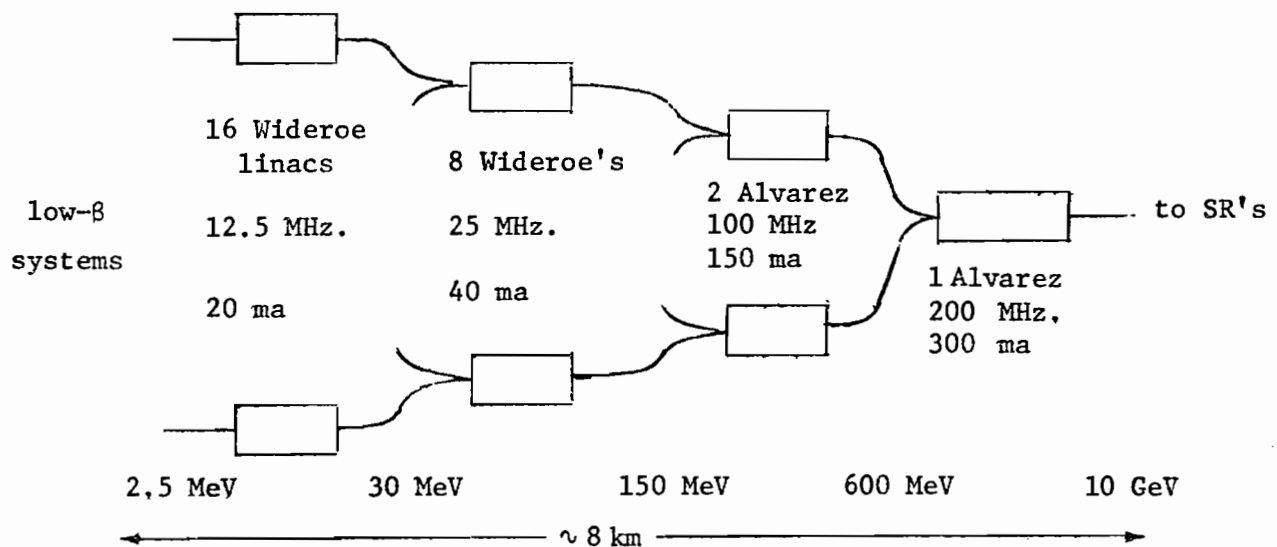 low-β
systems
16 Wideroe
linacs
12.5 MHz.
20 ma
8 Wideroe's
25 MHz.
40 ma
2 Alvarez
100 MHz
150 ma
1 Alvarez
200 MHz.
300 ma
to SR's
2,5 MeV 30 MeV 150 MeV 600 MeV 10 GeV
~ 8 km